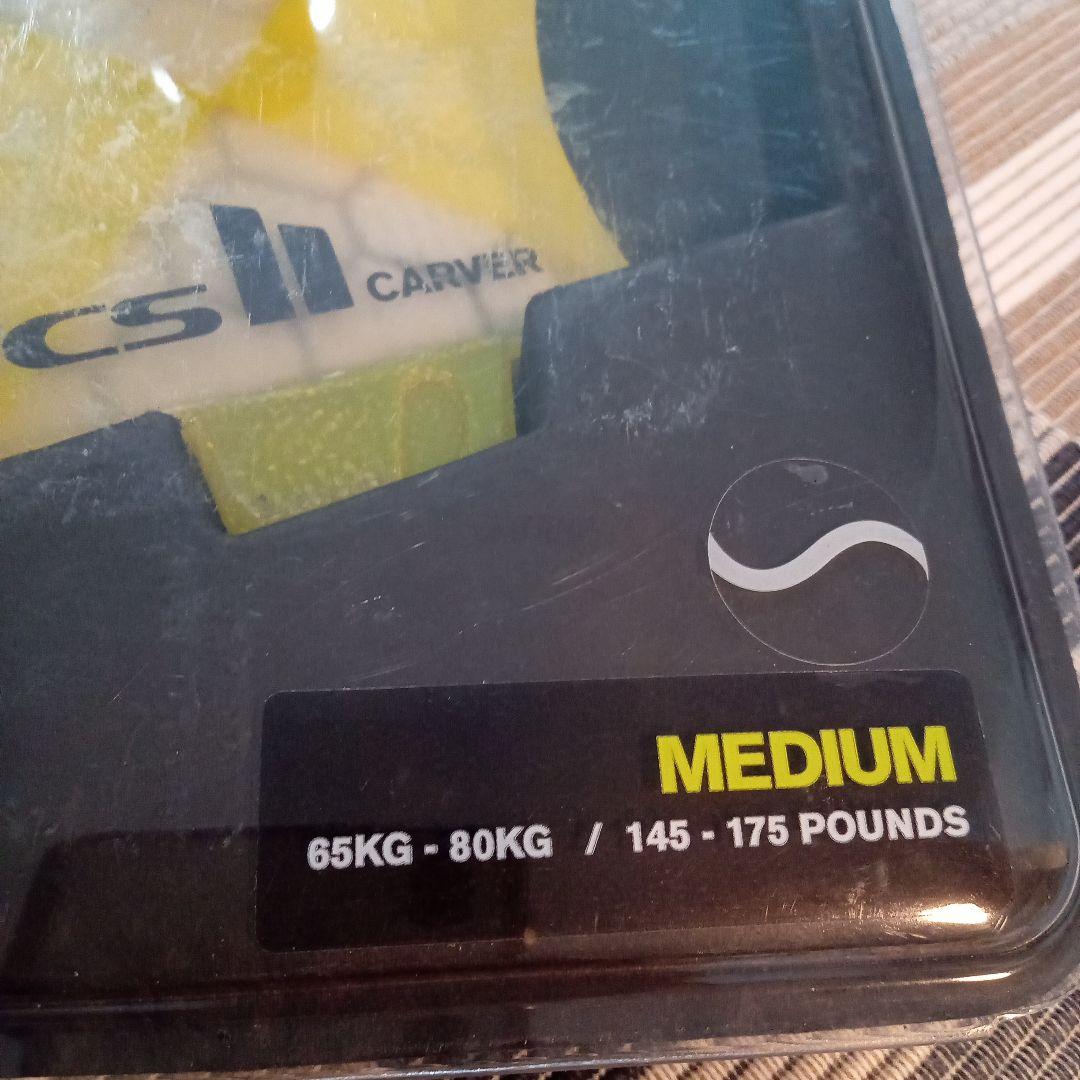 CS II CARVER
MEDIUM
65KG - 80KG / 145 - 175 POUNDS